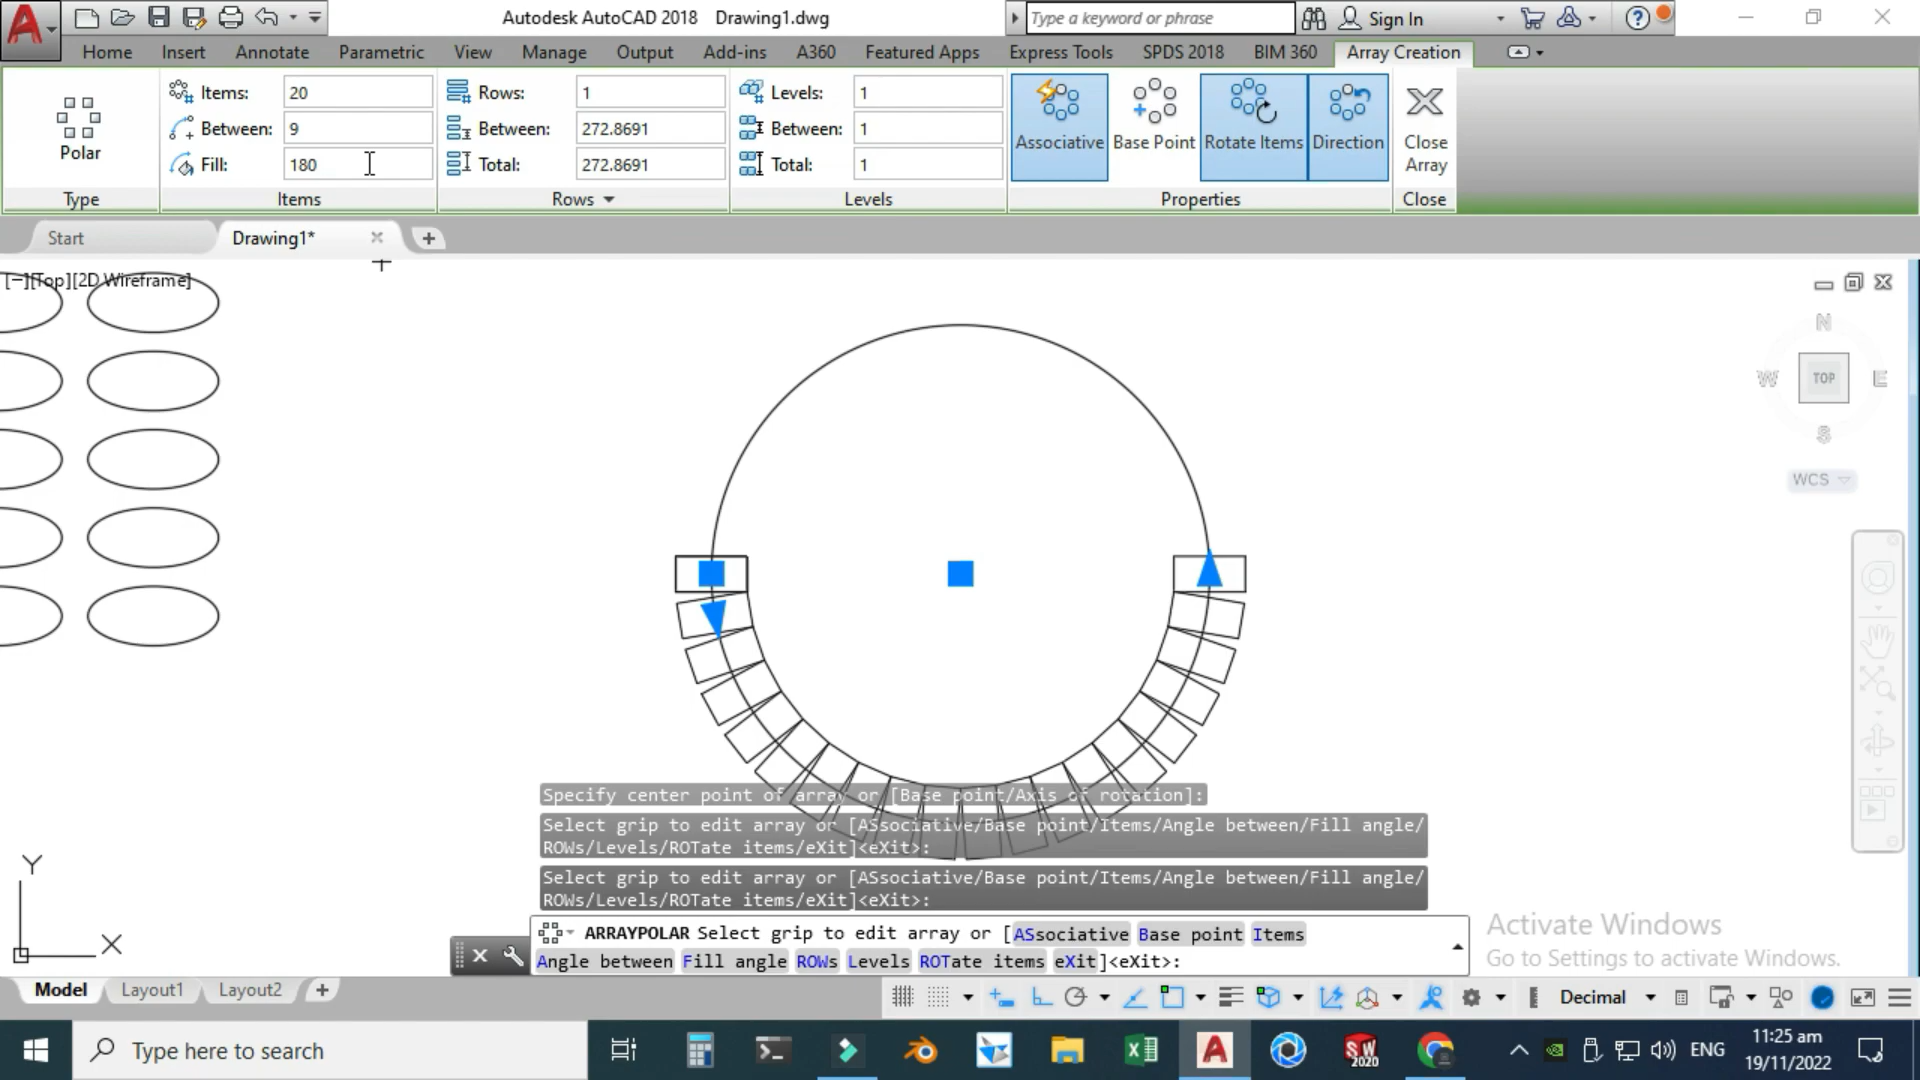 Autodesk AutoCAD 2018 Drawing1.dwg
Type a keyword or phrase
Sign In
Home Insert Annotate Parametric View Manage Output Add-ins A360 Featured Apps Express Tools SPDS 2018 BIM 360 Array Creation
Items: 20
Between: 9
Fill: 180
Polar
Rows: 1
Between: 272.8691
Total: 272.8691
Levels: 1
Between: 1
Total: 1
Associative Base Point Rotate Items Direction
Close
Array
Type Items Rows Levels Properties Close
Start Drawing1*
[−][Top][2D Wireframe]
N
W TOP E
S
WCS
Specify center point of array or [Base point/Axis of rotation]:
Select grip to edit array or [ASsociative/Base point/Items/Angle between/Fill angle/
ROWs/Levels/ROTate items/eXit]<eXit>:
Select grip to edit array or [ASsociative/Base point/Items/Angle between/Fill angle/
ROWs/Levels/ROTate items/eXit]<eXit>:
ARRAYPOLAR Select grip to edit array or [ASsociative Base point Items
Angle between Fill angle ROWs Levels ROTate items eXit]<eXit>:
Y
X
Activate Windows
Go to Settings to activate Windows.
Model Layout1 Layout2
Decimal
Type here to search
SW
2020
ENG
11:25 am
19/11/2022